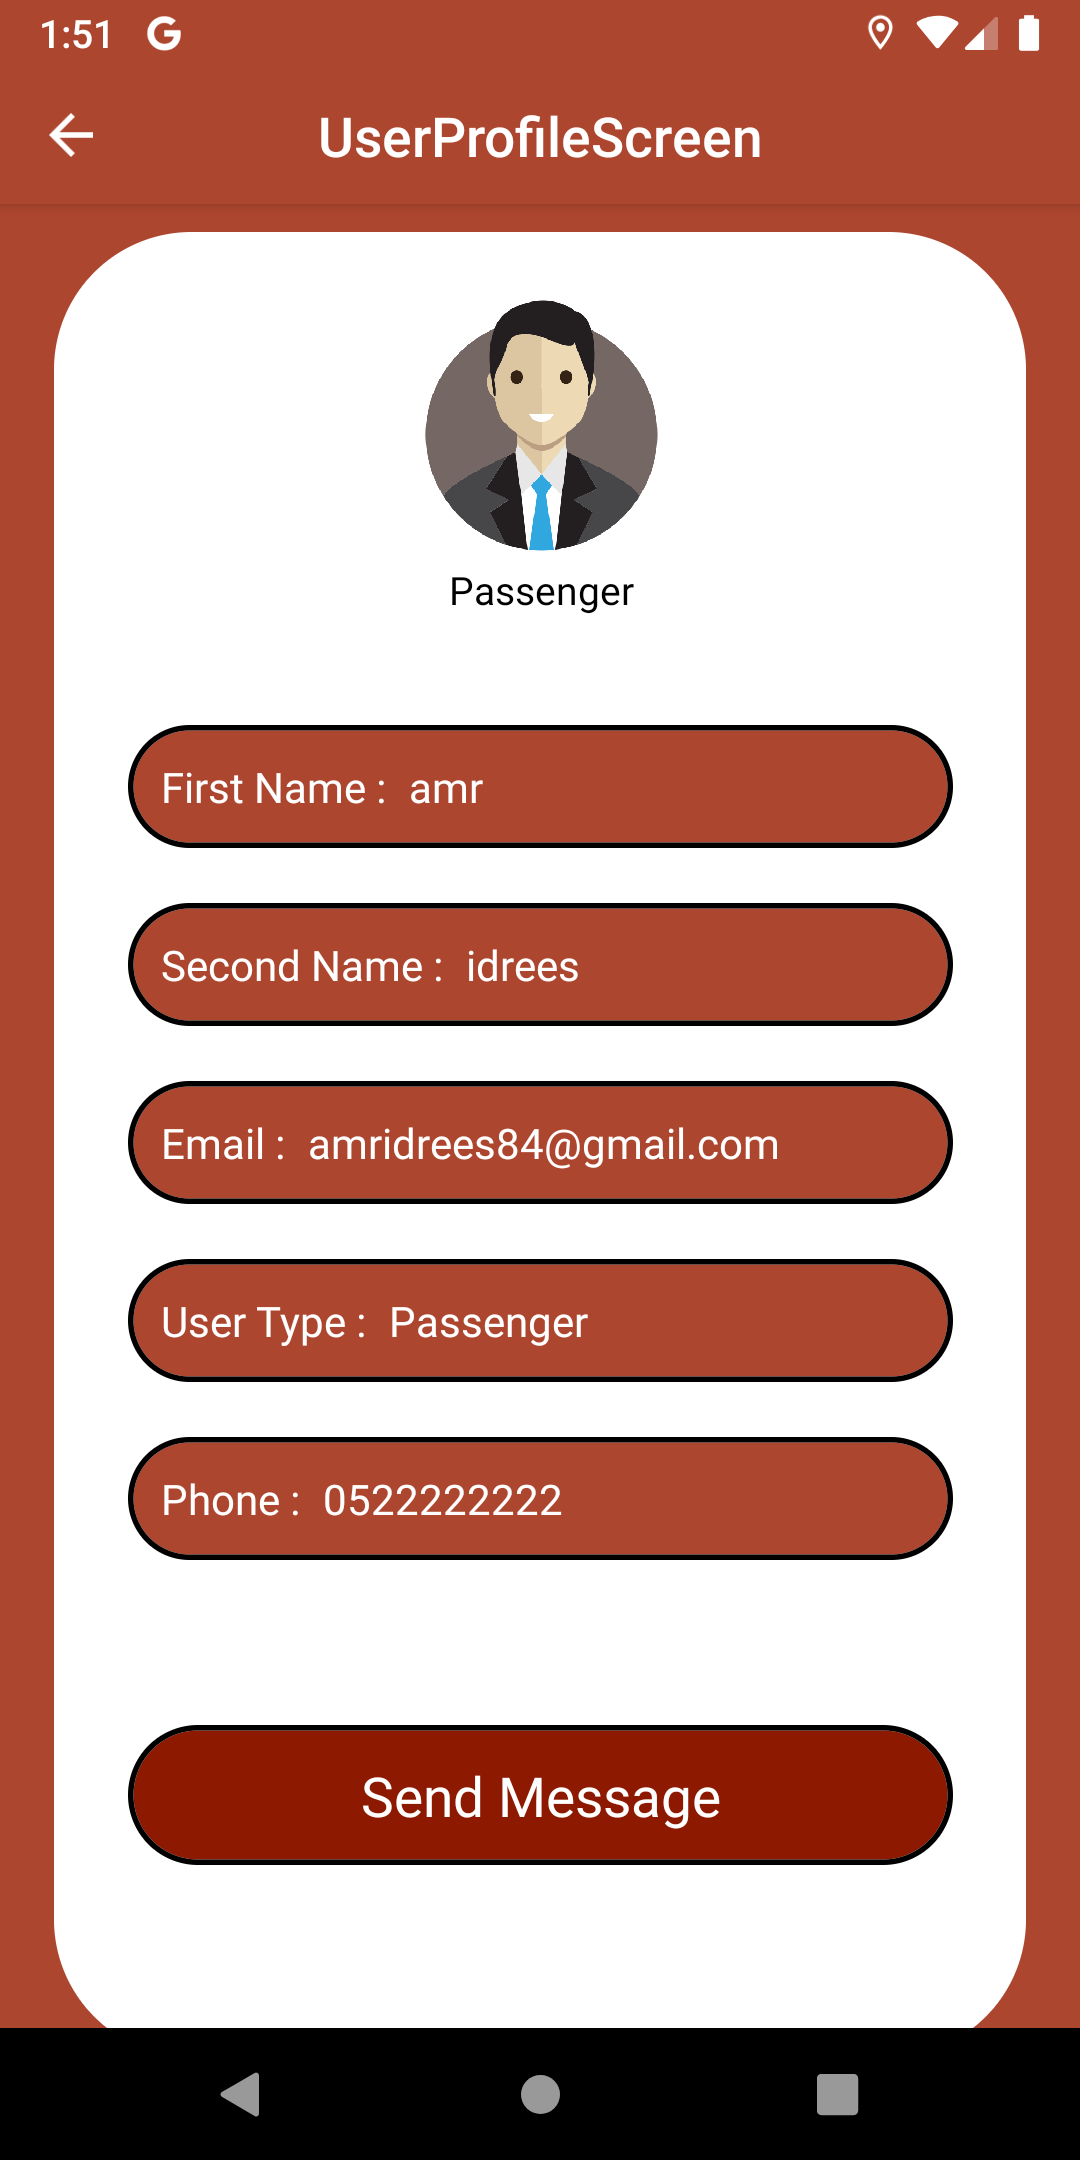 1:51 G
UserProfileScreen
Passenger
First Name : amr
Second Name : idrees
Email : amridrees84@gmail.com
User Type : Passenger
Phone : 0522222222
Send Message